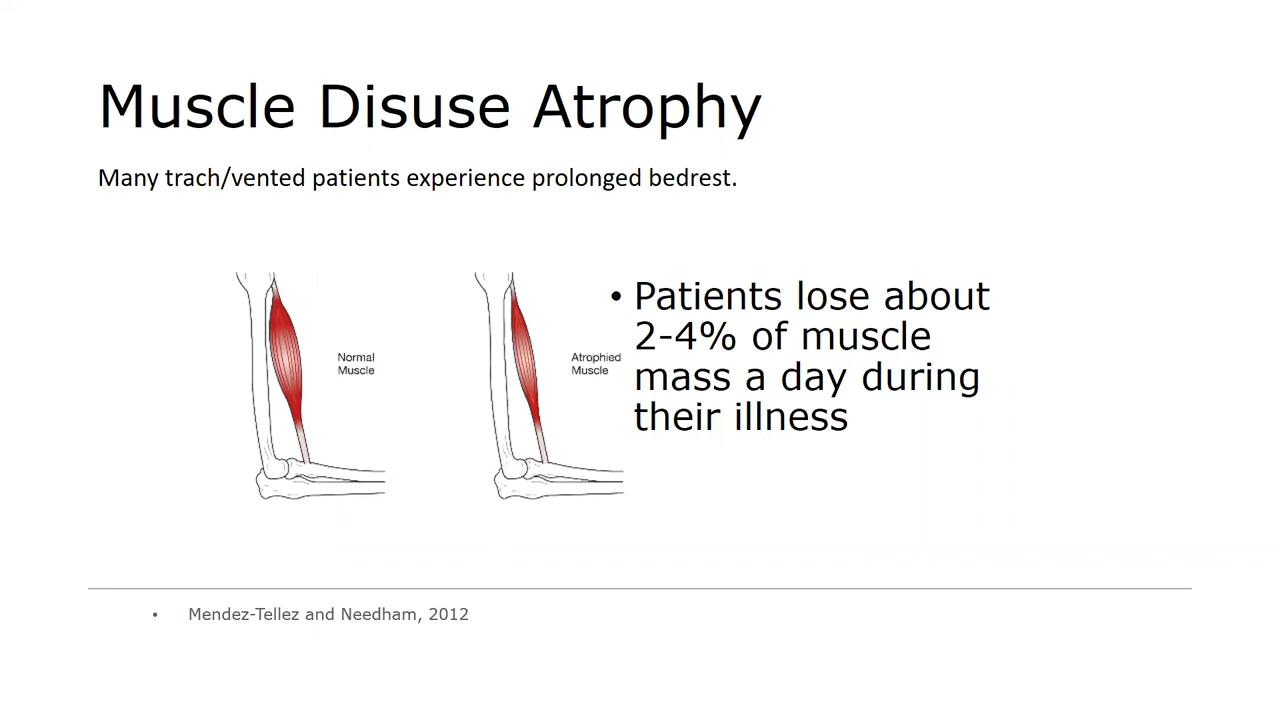 Muscle Disuse Atrophy
Many trach/vented patients experience prolonged bedrest.
Normal
Muscle
Atrophied
Muscle
• Patients lose about
2-4% of muscle
mass a day during
their illness
• Mendez-Tellez and Needham, 2012